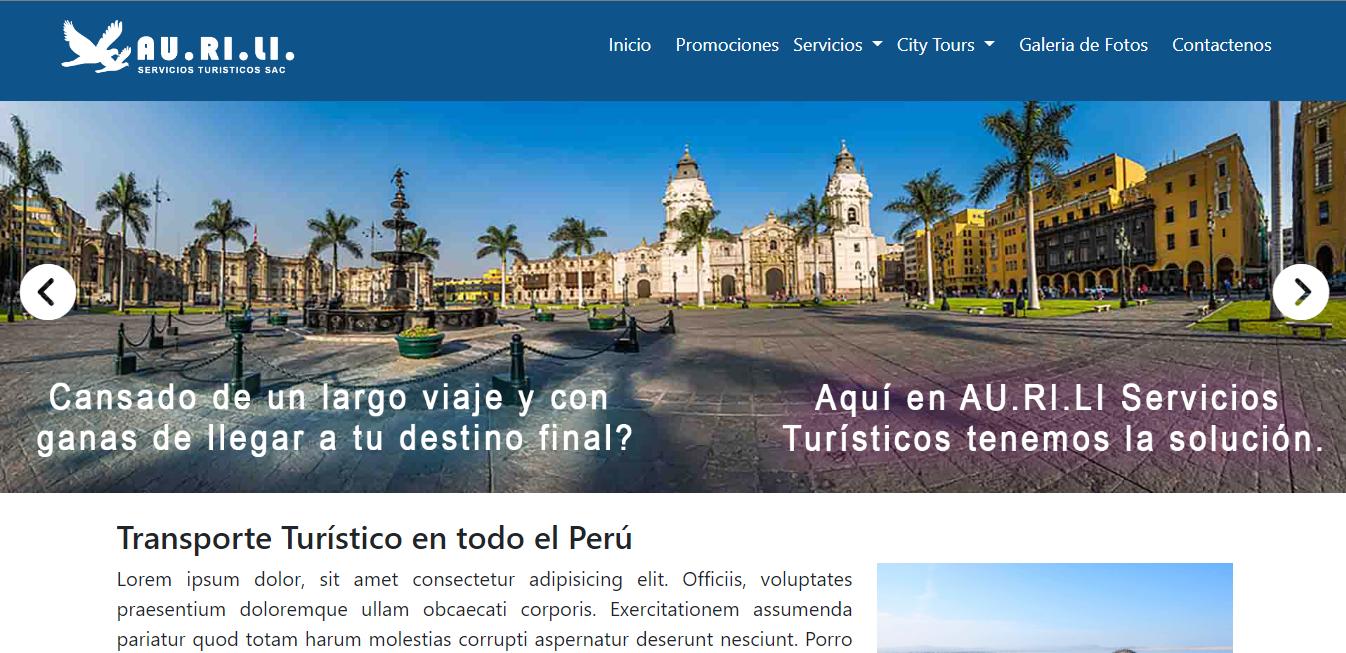 AU.RI.LI.
SERVICIOS TURISTICOS SAC
Inicio Promociones Servicios City Tours Galeria de Fotos Contactenos
Cansado de un largo viaje y con
ganas de llegar a tu destino final?
Aquí en AU.RI.LI Servicios
Turísticos tenemos la solución.
Transporte Turístico en todo el Perú
Lorem ipsum dolor, sit amet consectetur adipisicing elit. Officiis, voluptates
praesentium doloremque ullam obcaecati corporis. Exercitationem assumenda
pariatur quod totam harum molestias corrupti aspernatur deserunt nesciunt. Porro